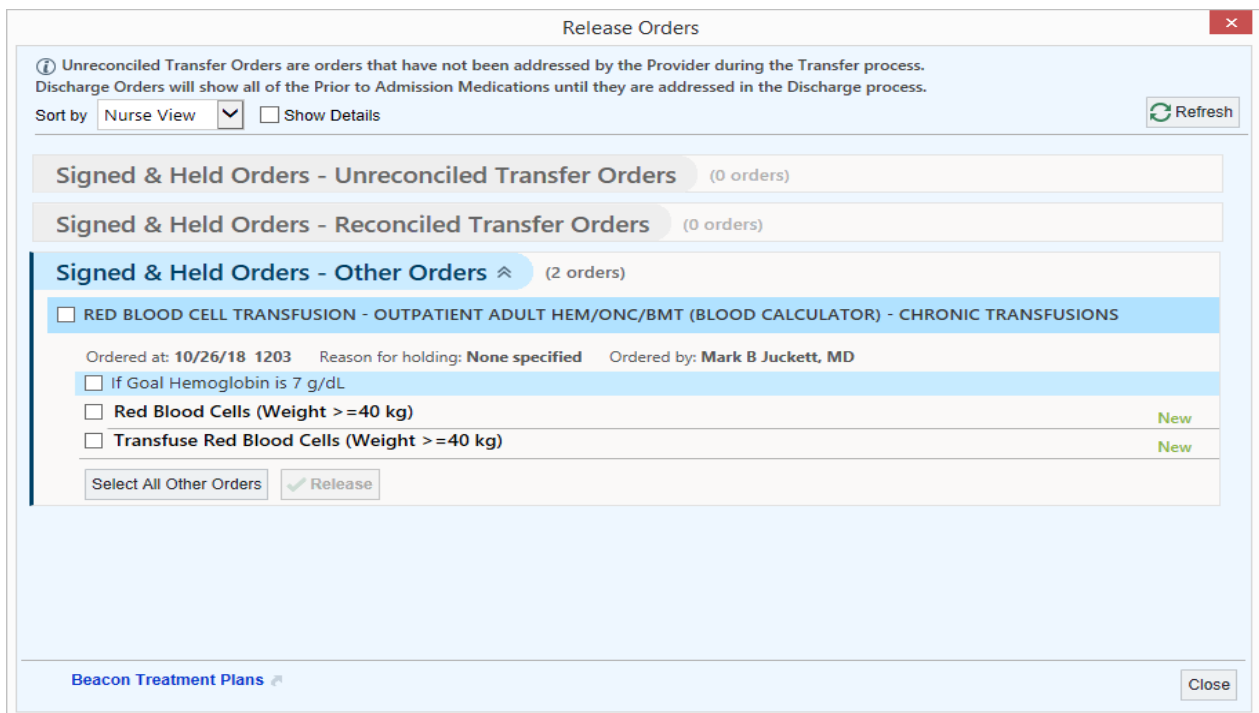 Release Orders
Unreconciled Transfer Orders are orders that have not been addressed by the Provider during the Transfer process.
Discharge Orders will show all of the Prior to Admission Medications until they are addressed in the Discharge process.
Sort by Nurse View Show Details Refresh
Signed & Held Orders - Unreconciled Transfer Orders (0 orders)
Signed & Held Orders - Reconciled Transfer Orders (0 orders)
Signed & Held Orders - Other Orders (2 orders)
RED BLOOD CELL TRANSFUSION - OUTPATIENT ADULT HEM/ONC/BMT (BLOOD CALCULATOR) - CHRONIC TRANSFUSIONS
Ordered at: 10/26/18 1203 Reason for holding: None specified Ordered by: Mark B Juckett, MD
If Goal Hemoglobin is 7 g/dL
Red Blood Cells (Weight >=40 kg) New
Transfuse Red Blood Cells (Weight >=40 kg) New
Select All Other Orders Release
Beacon Treatment Plans Close